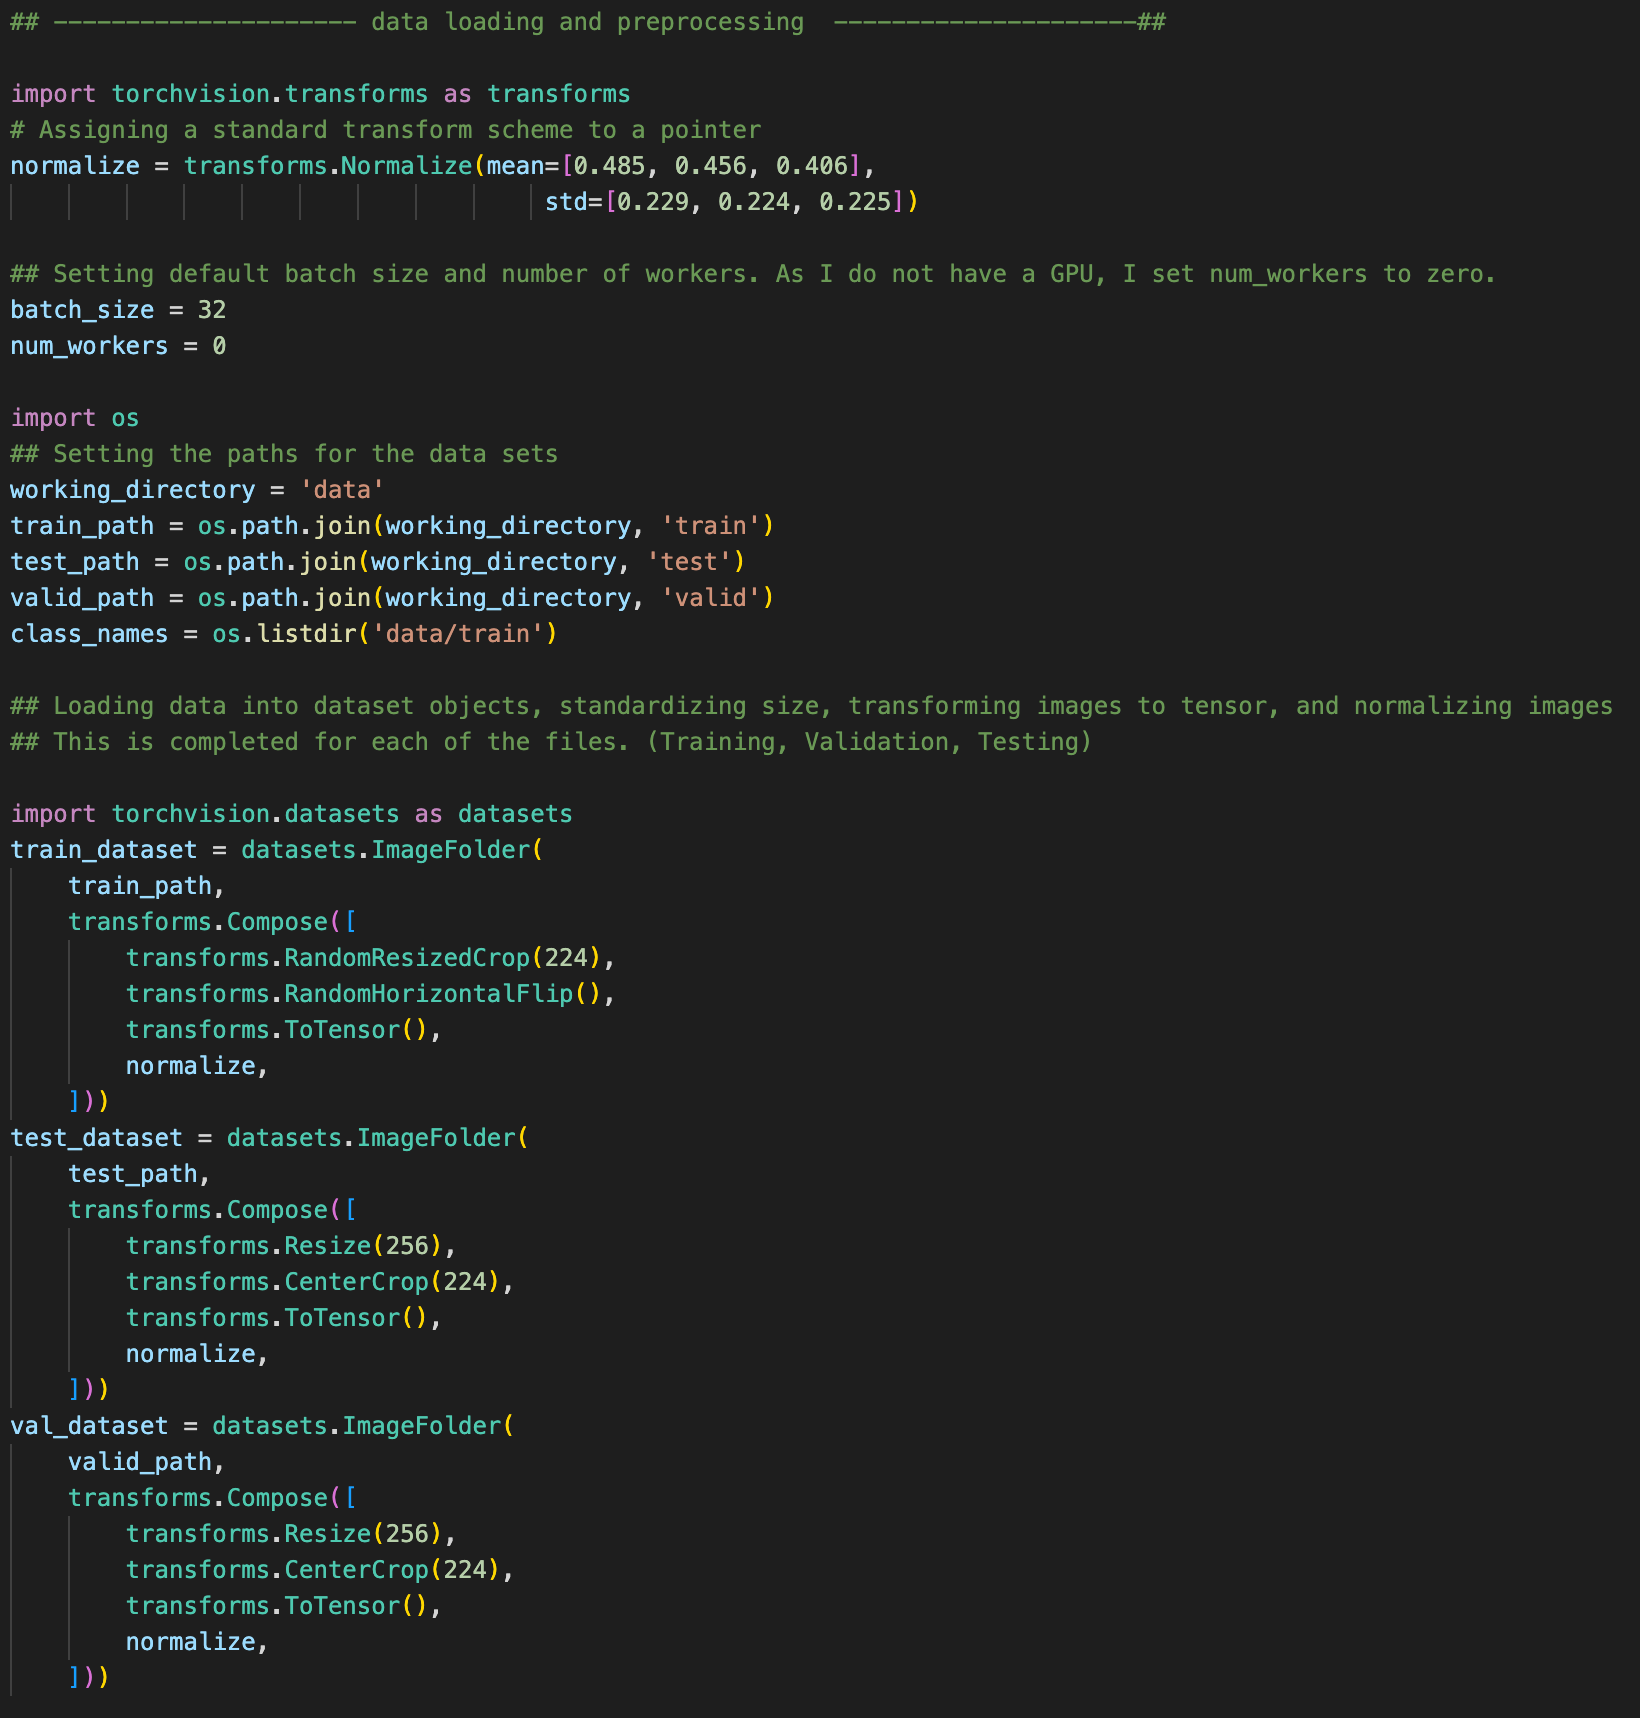 ## --------------------- data loading and preprocessing  ---------------------##
import torchvision.transforms as transforms
# Assigning a standard transform scheme to a pointer
normalize = transforms.Normalize(mean=[0.485, 0.456, 0.406],
                                     std=[0.229, 0.224, 0.225])
## Setting default batch size and number of workers. As I do not have a GPU, I set num_workers to zero.
batch_size = 32
num_workers = 0
import os
## Setting the paths for the data sets
working_directory = 'data'
train_path = os.path.join(working_directory, 'train')
test_path = os.path.join(working_directory, 'test')
valid_path = os.path.join(working_directory, 'valid')
class_names = os.listdir('data/train')
## Loading data into dataset objects, standardizing size, transforming images to tensor, and normalizing images
## This is completed for each of the files. (Training, Validation, Testing)
import torchvision.datasets as datasets
train_dataset = datasets.ImageFolder(
    train_path,
    transforms.Compose([
        transforms.RandomResizedCrop(224),
        transforms.RandomHorizontalFlip(),
        transforms.ToTensor(),
        normalize,
    ]))
test_dataset = datasets.ImageFolder(
    test_path,
    transforms.Compose([
        transforms.Resize(256),
        transforms.CenterCrop(224),
        transforms.ToTensor(),
        normalize,
    ]))
val_dataset = datasets.ImageFolder(
    valid_path,
    transforms.Compose([
        transforms.Resize(256),
        transforms.CenterCrop(224),
        transforms.ToTensor(),
        normalize,
    ]))